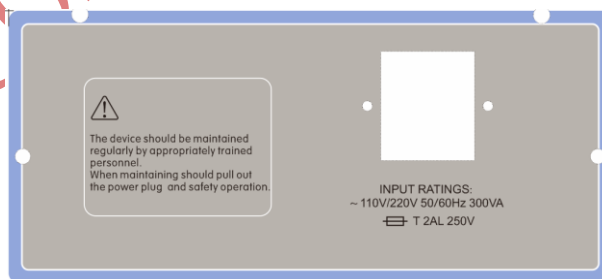 The device should be maintained
regularly by appropriately trained
personnel.
When maintaining should pull out
the power plug and safety operation.
INPUT RATINGS:
~ 110V/220V 50/60Hz 300VA
T 2AL 250V